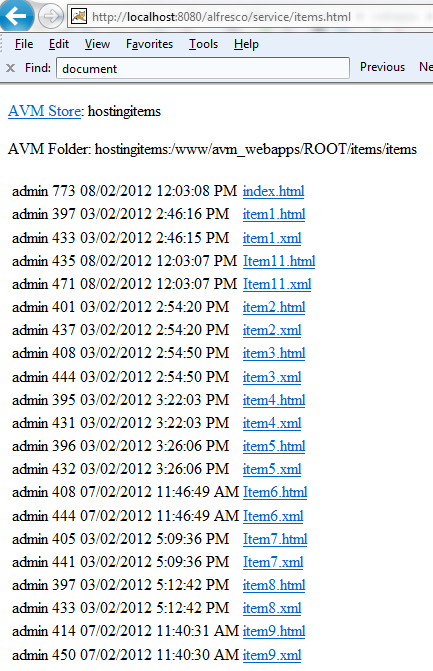 http://localhost:8080/alfresco/service/items.html
File Edit View Favorites Tools Help
x Find: document Previous Ne
AVM Store: hostingitems
AVM Folder: hostingitems:/www/avm_webapps/ROOT/items/items
admin 773 08/02/2012 12:03:08 PM index.html
admin 397 03/02/2012 2:46:16 PM item1.html
admin 433 03/02/2012 2:46:15 PM item1.xml
admin 435 08/02/2012 12:03:07 PM Item11.html
admin 471 08/02/2012 12:03:07 PM Item11.xml
admin 401 03/02/2012 2:54:20 PM item2.html
admin 437 03/02/2012 2:54:20 PM item2.xml
admin 408 03/02/2012 2:54:50 PM item3.html
admin 444 03/02/2012 2:54:50 PM item3.xml
admin 395 03/02/2012 3:22:03 PM item4.html
admin 431 03/02/2012 3:22:03 PM item4.xml
admin 396 03/02/2012 3:26:06 PM item5.html
admin 432 03/02/2012 3:26:06 PM item5.xml
admin 408 07/02/2012 11:46:49 AM Item6.html
admin 444 07/02/2012 11:46:49 AM Item6.xml
admin 405 03/02/2012 5:09:36 PM Item7.html
admin 441 03/02/2012 5:09:36 PM Item7.xml
admin 397 03/02/2012 5:12:42 PM item8.html
admin 433 03/02/2012 5:12:42 PM item8.xml
admin 414 07/02/2012 11:40:31 AM item9.html
admin 450 07/02/2012 11:40:30 AM item9.xml